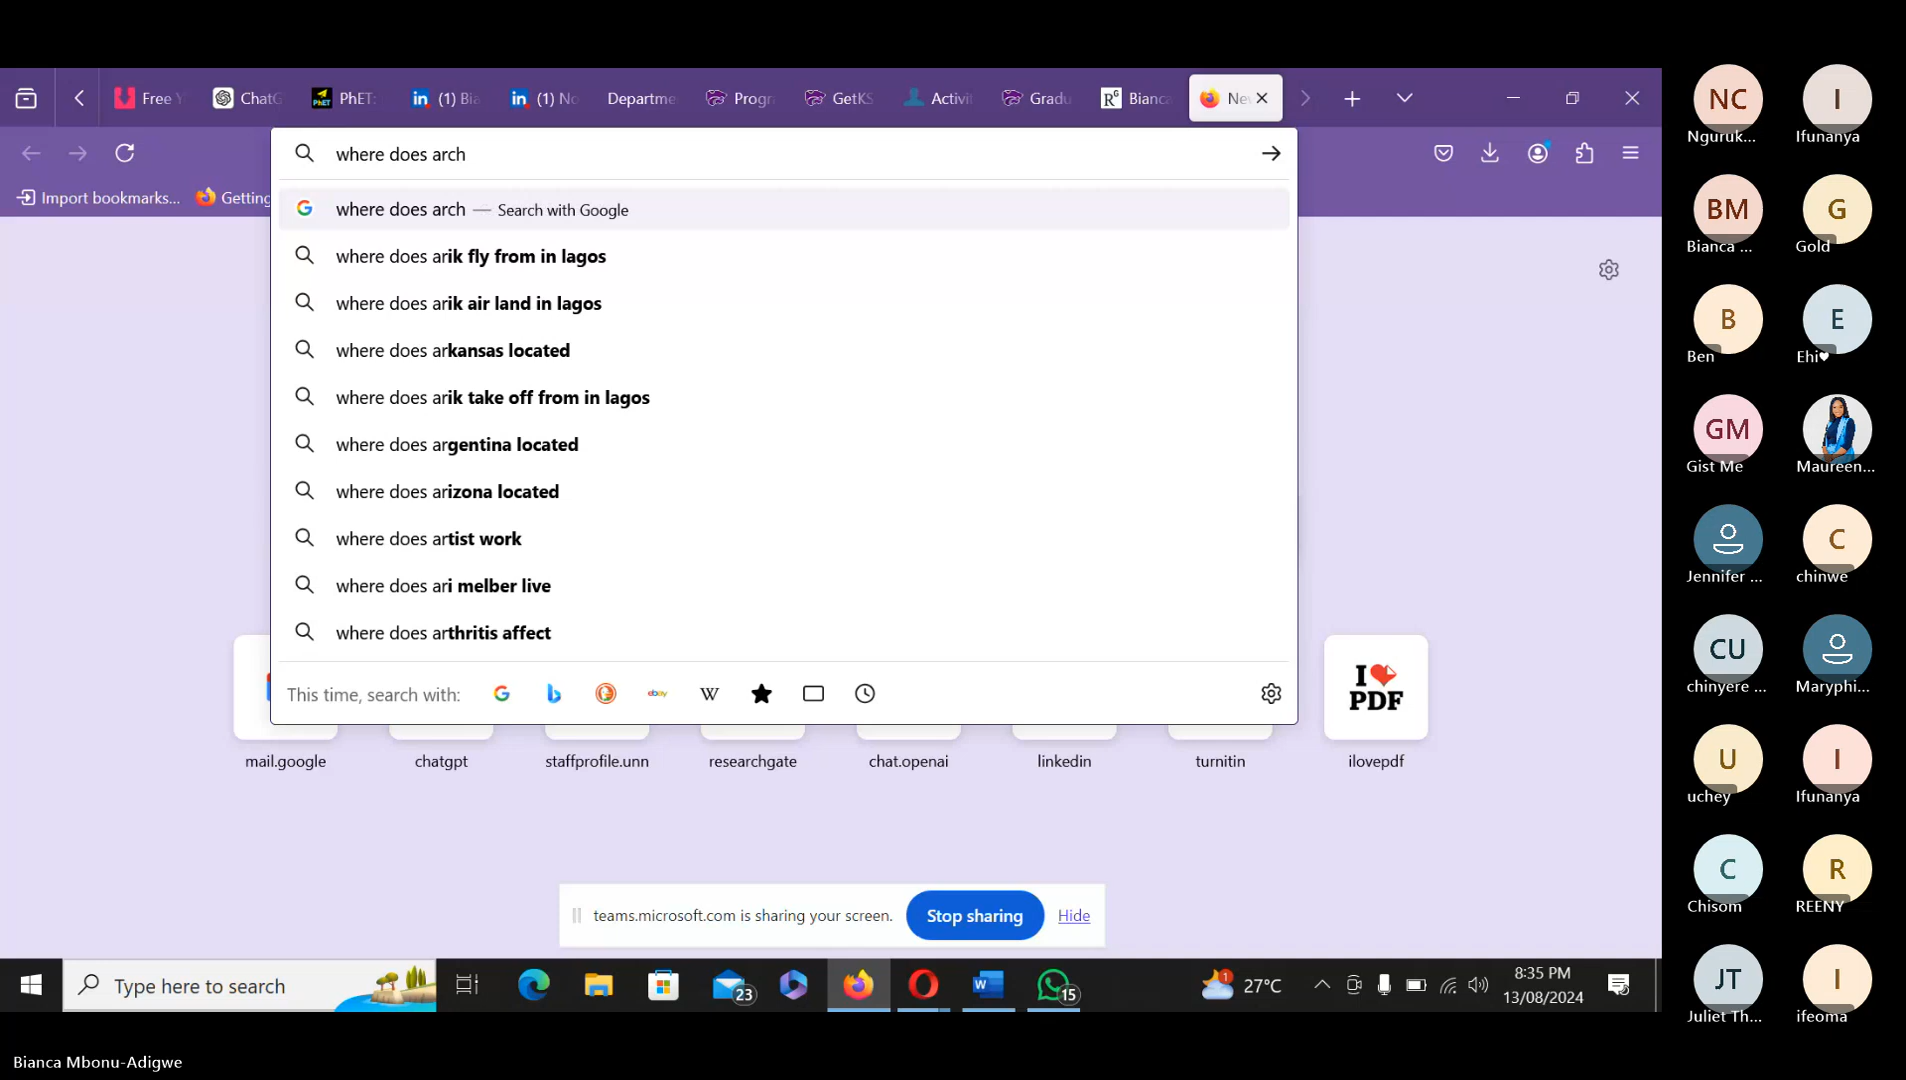 Free Y
ChatG
PhET:
(1) Bia
(1) No
Departme
Progra
GetKS
Activit
Gradu
Bianca
New
where does arch
Import bookmarks...
Getting
where does arch — Search with Google
where does arik fly from in lagos
where does arik air land in lagos
where does arkansas located
where does arik take off from in lagos
where does argentina located
where does arizona located
where does artist work
where does ari melber live
where does arthritis affect
This time, search with:
ebay
W
I PDF
mail.google
chatgpt
staffprofile.unn
researchgate
chat.openai
linkedin
turnitin
ilovepdf
teams.microsoft.com is sharing your screen.
Stop sharing
Hide
Type here to search
23
15
1
27°C
8:35 PM
13/08/2024
Bianca Mbonu-Adigwe
NC
Nguruk...
I
Ifunanya
BM
Bianca ...
G
Gold
B
Ben
E
Ehi♥
GM
Gist Me
Maureen...
Jennifer ...
C
chinwe
CU
chinyere ...
Maryphi...
U
uchey
I
Ifunanya
C
Chisom
R
REENY
JT
Juliet Th...
I
ifeoma